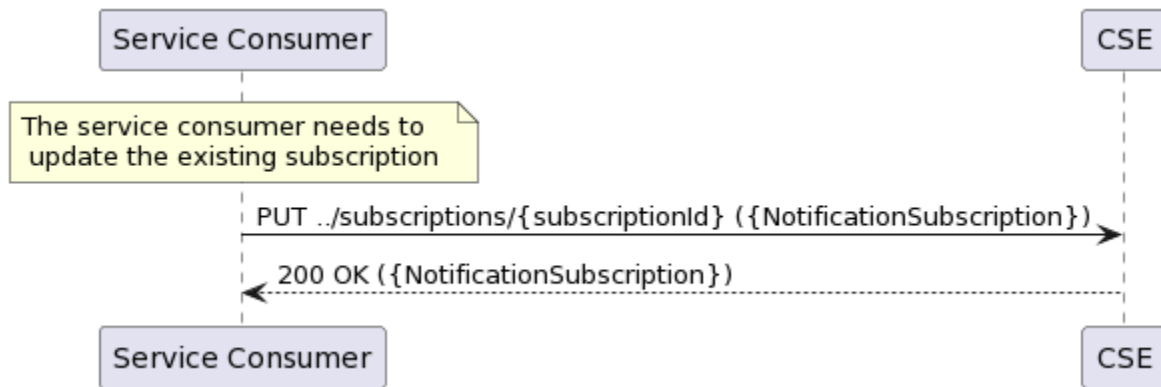 Service Consumer
CSE
The service consumer needs to
update the existing subscription
PUT ../subscriptions/{subscriptionId} ({NotificationSubscription})
200 OK ({NotificationSubscription})
Service Consumer
CSE